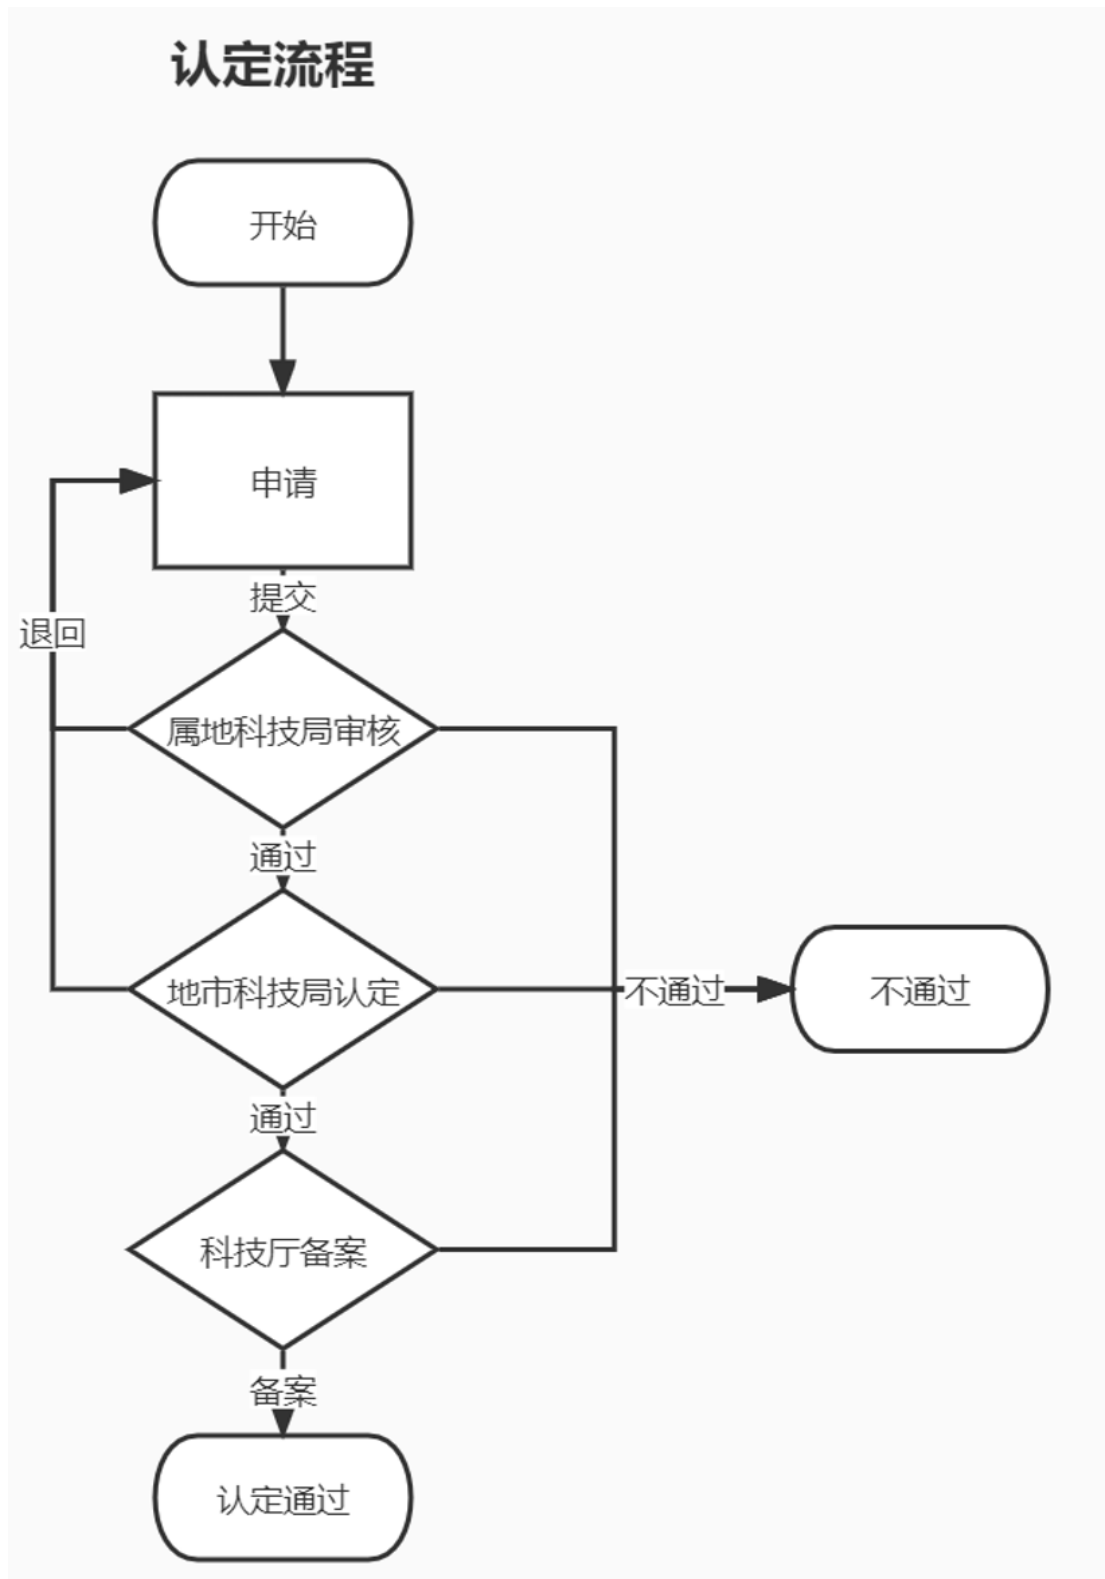 认定流程
开始
申请
提交
退回
属地科技局审核
通过
地市科技局认定
不通过
不通过
通过
科技厅备案
备案
认定通过